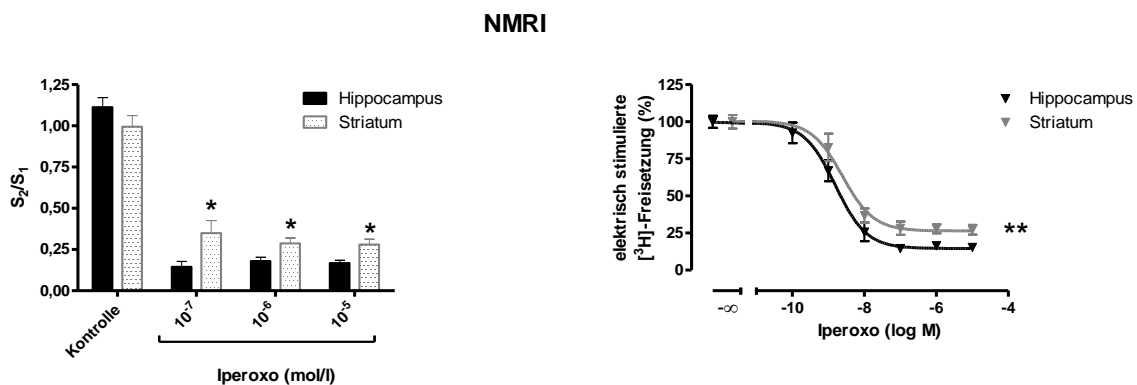 NMRI
1,25
1,00
0,75
0,50
0,25
0,00
S₂/S₁
Hippocampus
Striatum
*
*
*
Kontrolle
10⁻⁷
10⁻⁶
10⁻⁵
Iperoxo (mol/l)
elektrisch stimulierte
[³H]-Freisetzung (%)
125
100
75
50
25
0
Hippocampus
Striatum
**
-∞
-10
-8
-6
-4
Iperoxo (log M)